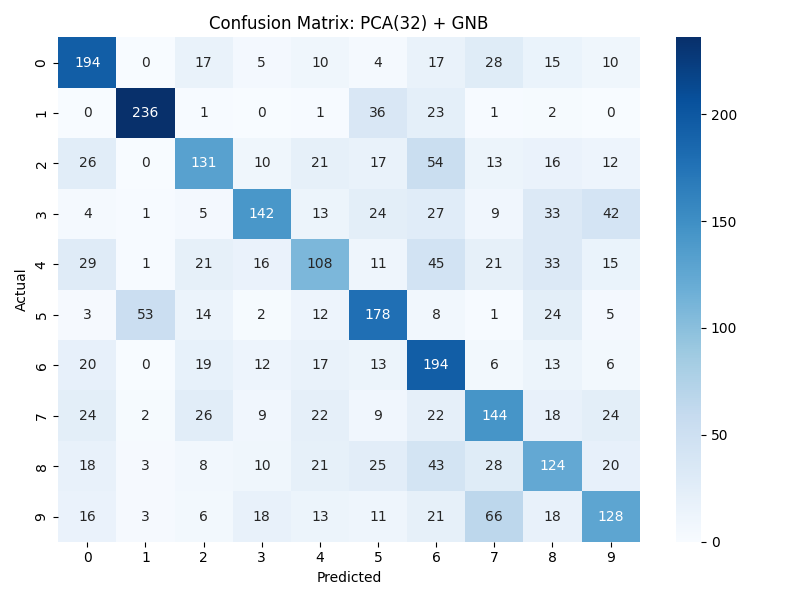 Confusion Matrix: PCA(32) + GNB
Actual
0 194 0 17 5 10 4 17 28 15 10
1 0 236 1 0 1 36 23 1 2 0
2 26 0 131 10 21 17 54 13 16 12
3 4 1 5 142 13 24 27 9 33 42
4 29 1 21 16 108 11 45 21 33 15
5 3 53 14 2 12 178 8 1 24 5
6 20 0 19 12 17 13 194 6 13 6
7 24 2 26 9 22 9 22 144 18 24
8 18 3 8 10 21 25 43 28 124 20
9 16 3 6 18 13 11 21 66 18 128
0 1 2 3 4 5 6 7 8 9
Predicted
200
150
100
50
0